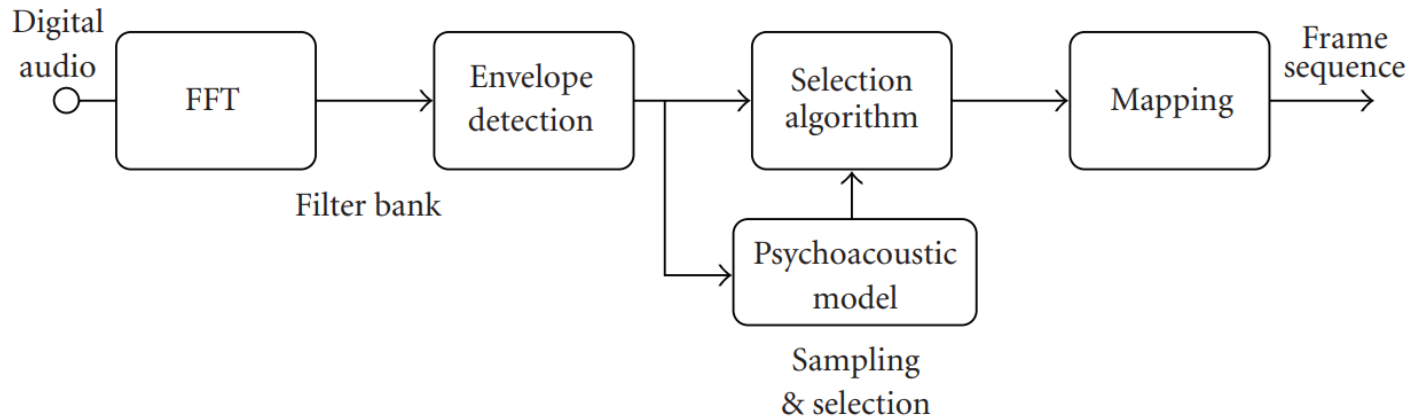 Digital
audio
FFT
Filter bank
Envelope
detection
Selection
algorithm
Psychoacoustic
model
Sampling
& selection
Mapping
Frame
sequence